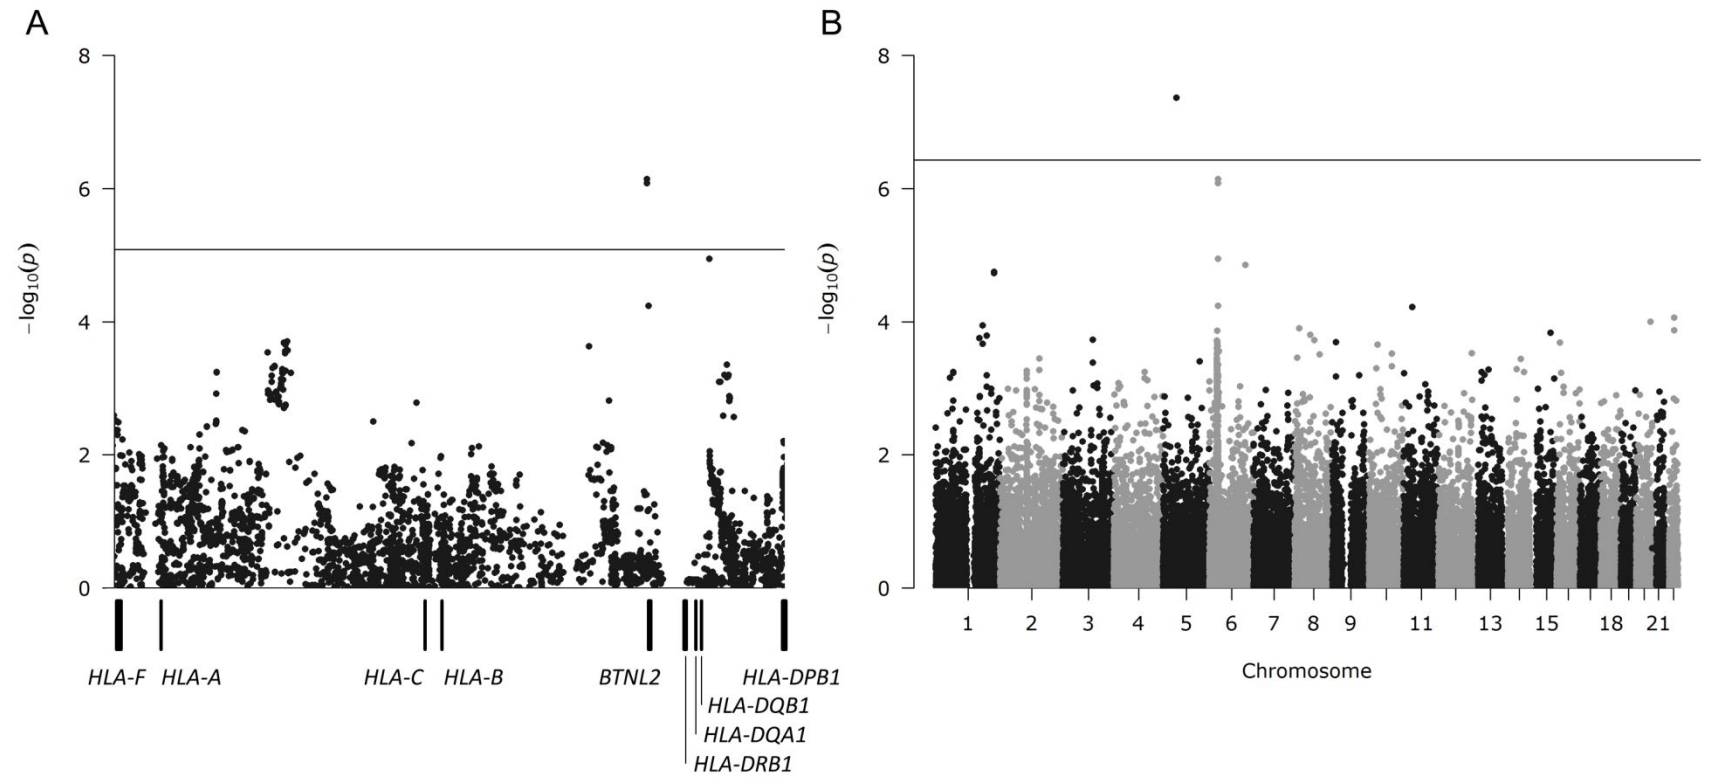 A
8
6
4
2
0
−log10(p)
HLA-F HLA-A HLA-C HLA-B BTNL2 HLA-DPB1
HLA-DQB1
HLA-DQA1
HLA-DRB1
B
8
6
4
2
0
−log10(p)
1 2 3 4 5 6 7 8 9 11 13 15 18 21
Chromosome